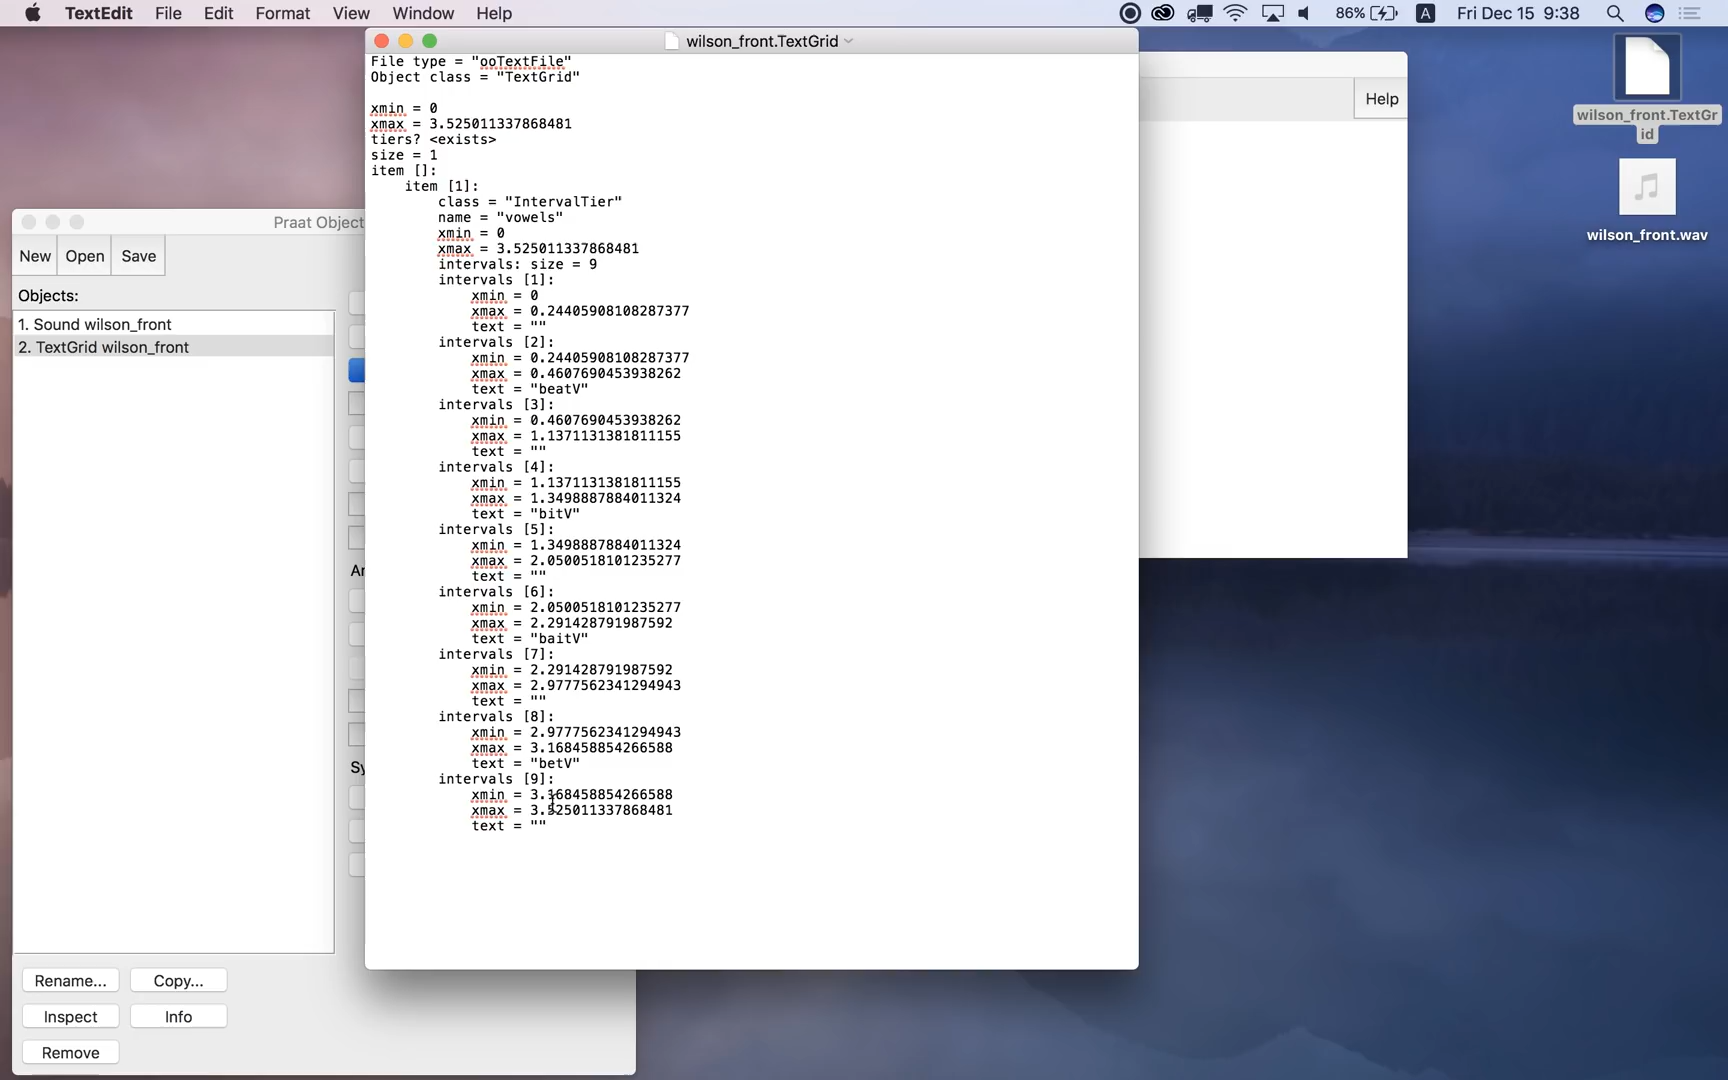 TextEdit File Edit Format View Window Help
86% A Fri Dec 15 9:38
wilson_front.TextGrid
File type = "ooTextFile"
Object class = "TextGrid"
xmin = 0
xmax = 3.525011337868481
tiers? <exists>
size = 1
item []:
item [1]:
class = "IntervalTier"
name = "vowels"
xmin = 0
xmax = 3.525011337868481
intervals: size = 9
intervals [1]:
xmin = 0
xmax = 0.24405908108287377
text = ""
intervals [2]:
xmin = 0.24405908108287377
xmax = 0.4607690453938262
text = "beatV"
intervals [3]:
xmin = 0.4607690453938262
xmax = 1.1371131381811155
text = ""
intervals [4]:
xmin = 1.1371131381811155
xmax = 1.3498887884011324
text = "bitV"
intervals [5]:
xmin = 1.3498887884011324
xmax = 2.0500518101235277
text = ""
intervals [6]:
xmin = 2.0500518101235277
xmax = 2.291428791987592
text = "baitV"
intervals [7]:
xmin = 2.291428791987592
xmax = 2.9777562341294943
text = ""
intervals [8]:
xmin = 2.9777562341294943
xmax = 3.168458854266588
text = "betV"
intervals [9]:
xmin = 3.168458854266588
xmax = 3.525011337868481
text = ""
Praat Object
New Open Save
Objects:
1. Sound wilson_front
2. TextGrid wilson_front
Ar
Sy
Rename... Copy...
Inspect Info
Remove
Help
wilson_front.TextGr
id
wilson_front.wav